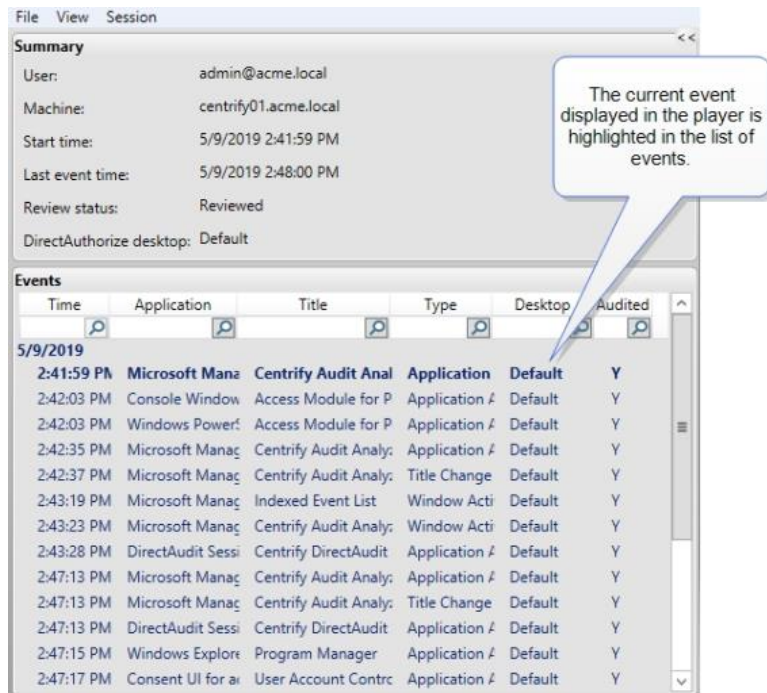 File View Session
<<
Summary
User: admin@acme.local
Machine: centrify01.acme.local
Start time: 5/9/2019 2:41:59 PM
Last event time: 5/9/2019 2:48:00 PM
Review status: Reviewed
DirectAuthorize desktop: Default
The current event
displayed in the player is
highlighted in the list of
events.
Events
Time Application Title Type Desktop Audited
5/9/2019
2:41:59 PM Microsoft Mana Centrify Audit Anal Application Default Y
2:42:03 PM Console Window Access Module for P Application A Default Y
2:42:03 PM Windows PowerS Access Module for P Application A Default Y
2:42:35 PM Microsoft Manag Centrify Audit Analyz Application A Default Y
2:42:37 PM Microsoft Manag Centrify Audit Analyz Title Change Default Y
2:43:19 PM Microsoft Manag Indexed Event List Window Acti Default Y
2:43:23 PM Microsoft Manag Centrify Audit Analyz Window Acti Default Y
2:43:28 PM DirectAudit Sessi Centrify DirectAudit Application A Default Y
2:47:13 PM Microsoft Manag Centrify Audit Analyz Application A Default Y
2:47:13 PM Microsoft Manag Centrify Audit Analyz Title Change Default Y
2:47:13 PM DirectAudit Sessi Centrify DirectAudit Application A Default Y
2:47:15 PM Windows Explore Program Manager Application A Default Y
2:47:17 PM Consent UI for a User Account Contro Application A Default Y